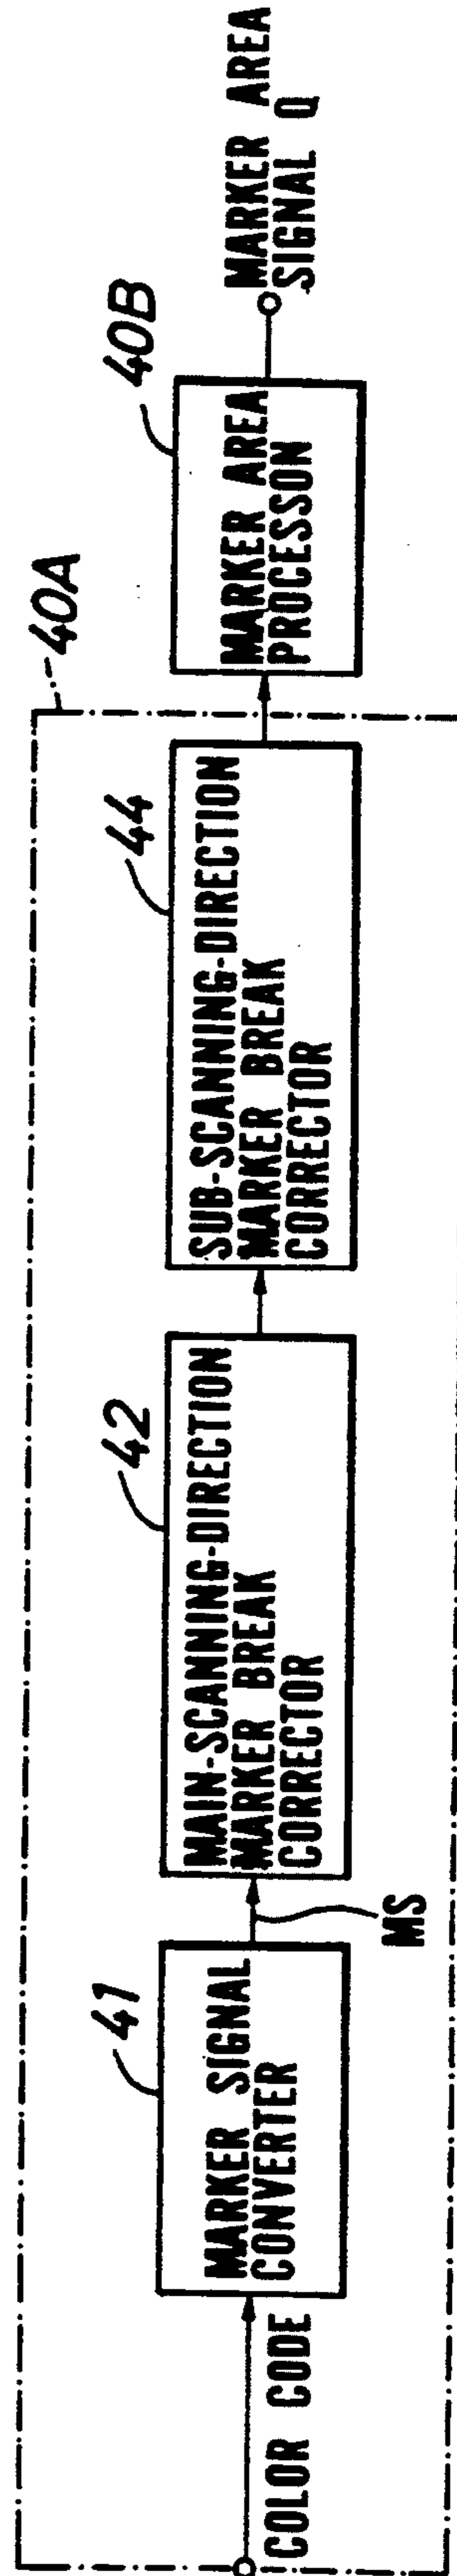 40A
COLOR CODE
41
MARKER SIGNAL
CONVERTER
MS
42
MAIN-SCANNING-DIRECTION
MARKER BREAK
CORRECTOR
44
SUB-SCANNING-DIRECTION
MARKER BREAK
CORRECTOR
40B
MARKER AREA
PROCESSON
MARKER AREA
SIGNAL Q